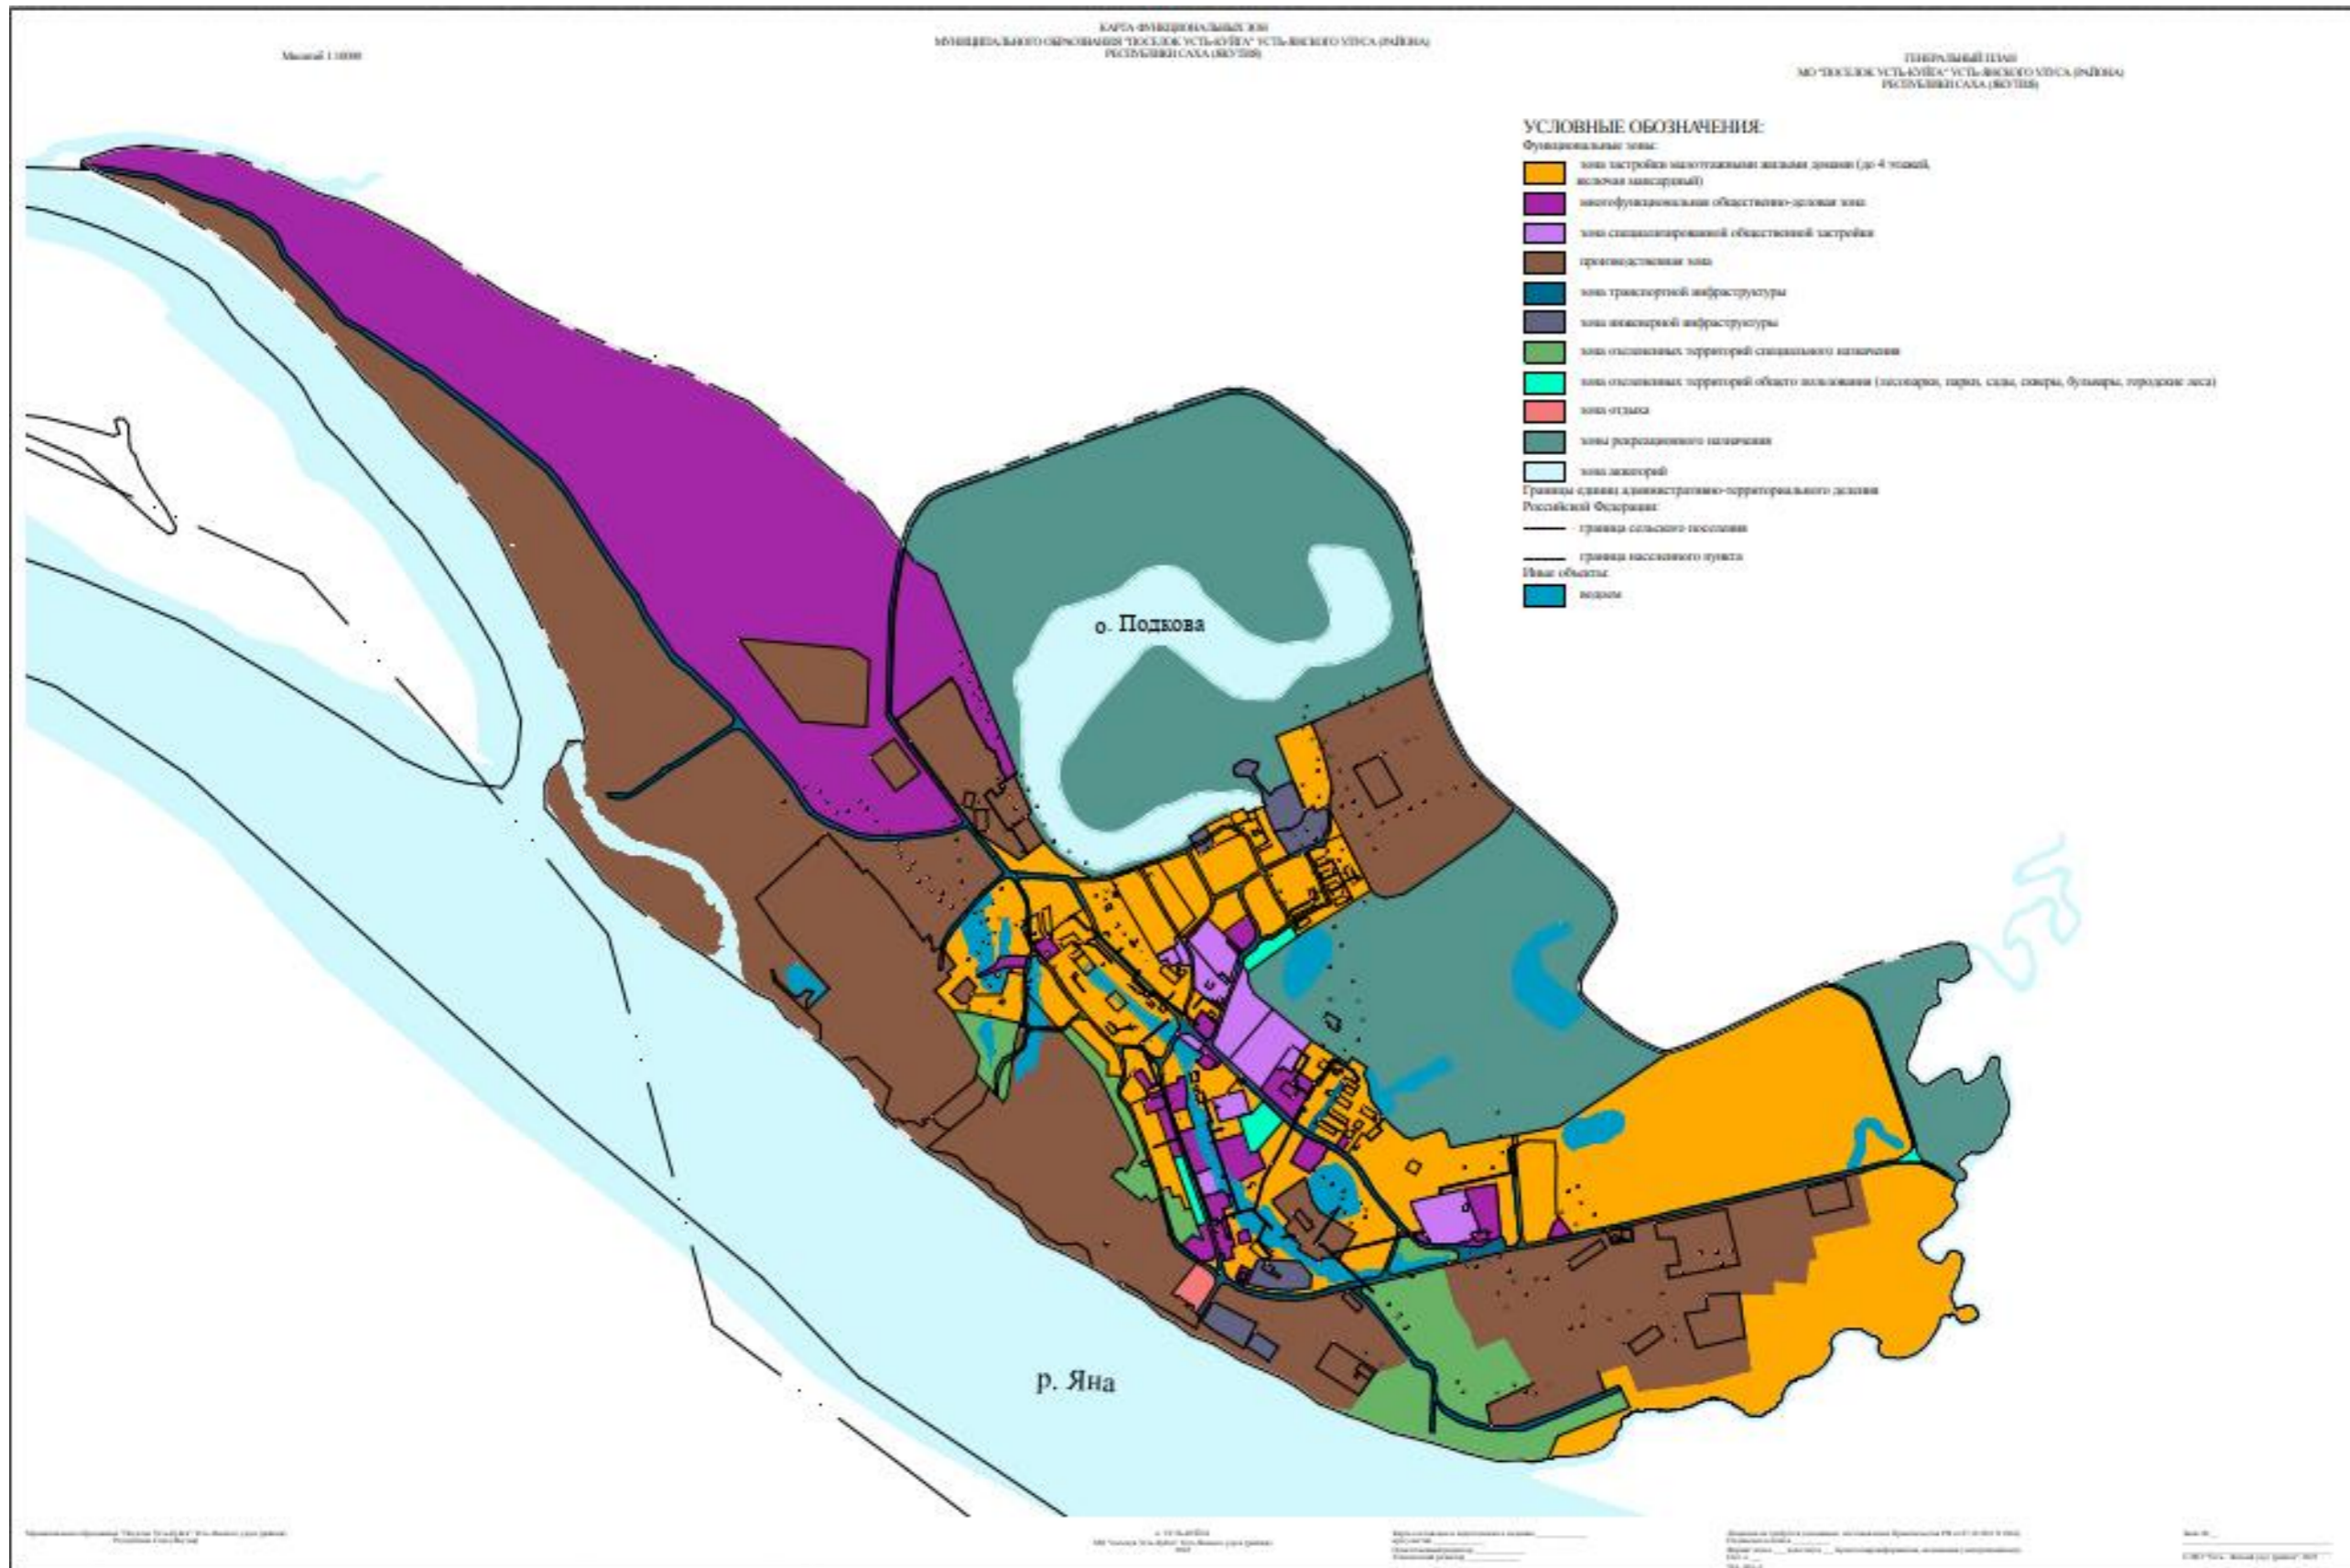 Масштаб 1:10000
КАРТА ФУНКЦИОНАЛЬНЫХ ЗОН
МУНИЦИПАЛЬНОГО ОБРАЗОВАНИЯ "ПОСЕЛОК УСТЬ-КУЙГА" УСТЬ-ЯНСКОГО УЛУСА (РАЙОНА)
РЕСПУБЛИКИ САХА (ЯКУТИЯ)
ГЕНЕРАЛЬНЫЙ ПЛАН
МО "ПОСЕЛОК УСТЬ-КУЙГА" УСТЬ-ЯНСКОГО УЛУСА (РАЙОНА)
РЕСПУБЛИКИ САХА (ЯКУТИЯ)
УСЛОВНЫЕ ОБОЗНАЧЕНИЯ:
Функциональные зоны:
зона застройки малоэтажными жилыми домами (до 4 этажей,
включая мансардный)
многофункциональная общественно-деловая зона
зона специализированной общественной застройки
производственная зона
зона транспортной инфраструктуры
зона инженерной инфраструктуры
зона озелененных территорий специального назначения
зона озелененных территорий общего пользования (лесопарки, парки, сады, скверы, бульвары, городские леса)
зона отдыха
зоны рекреационного назначения
зона акваторий
Границы единиц административно-территориального деления
Российской Федерации:
граница сельского поселения
граница населенного пункта
Иные объекты:
водоем
о. Подкова
р. Яна